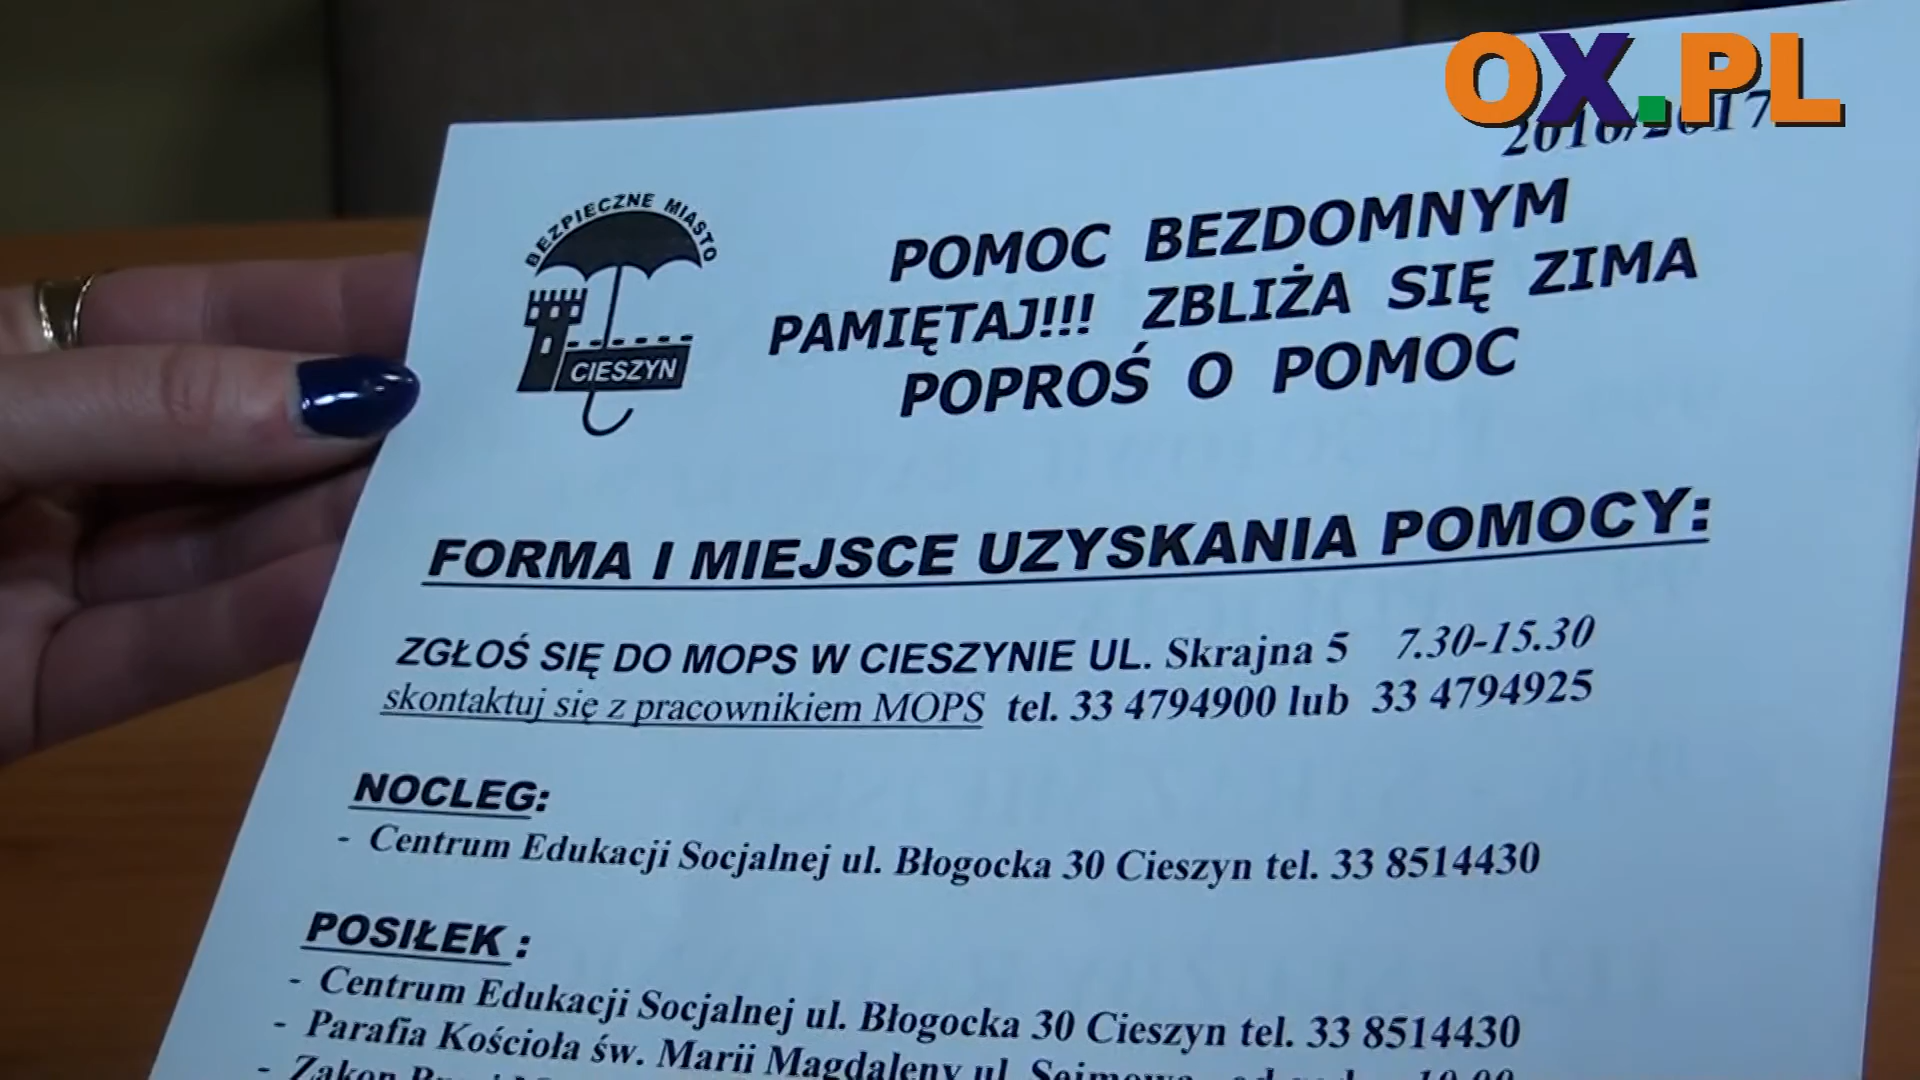 OX.PL
2016/2017
BEZPIECZNE MIASTO
CIESZYN
POMOC BEZDOMNYM
PAMIĘTAJ!!! ZBLIŻA SIĘ ZIMA
POPROŚ O POMOC
FORMA I MIEJSCE UZYSKANIA POMOCY:
ZGŁOŚ SIĘ DO MOPS W CIESZYNIE UL. Skrajna 5 7.30-15.30
skontaktuj się z pracownikiem MOPS tel. 33 4794900 lub 33 4794925
NOCLEG:
- Centrum Edukacji Socjalnej ul. Błogocka 30 Cieszyn tel. 33 8514430
POSIŁEK :
- Centrum Edukacji Socjalnej ul. Błogocka 30 Cieszyn tel. 33 8514430
- Parafia Kościoła św. Marii Magdaleny ul.
- Zakon